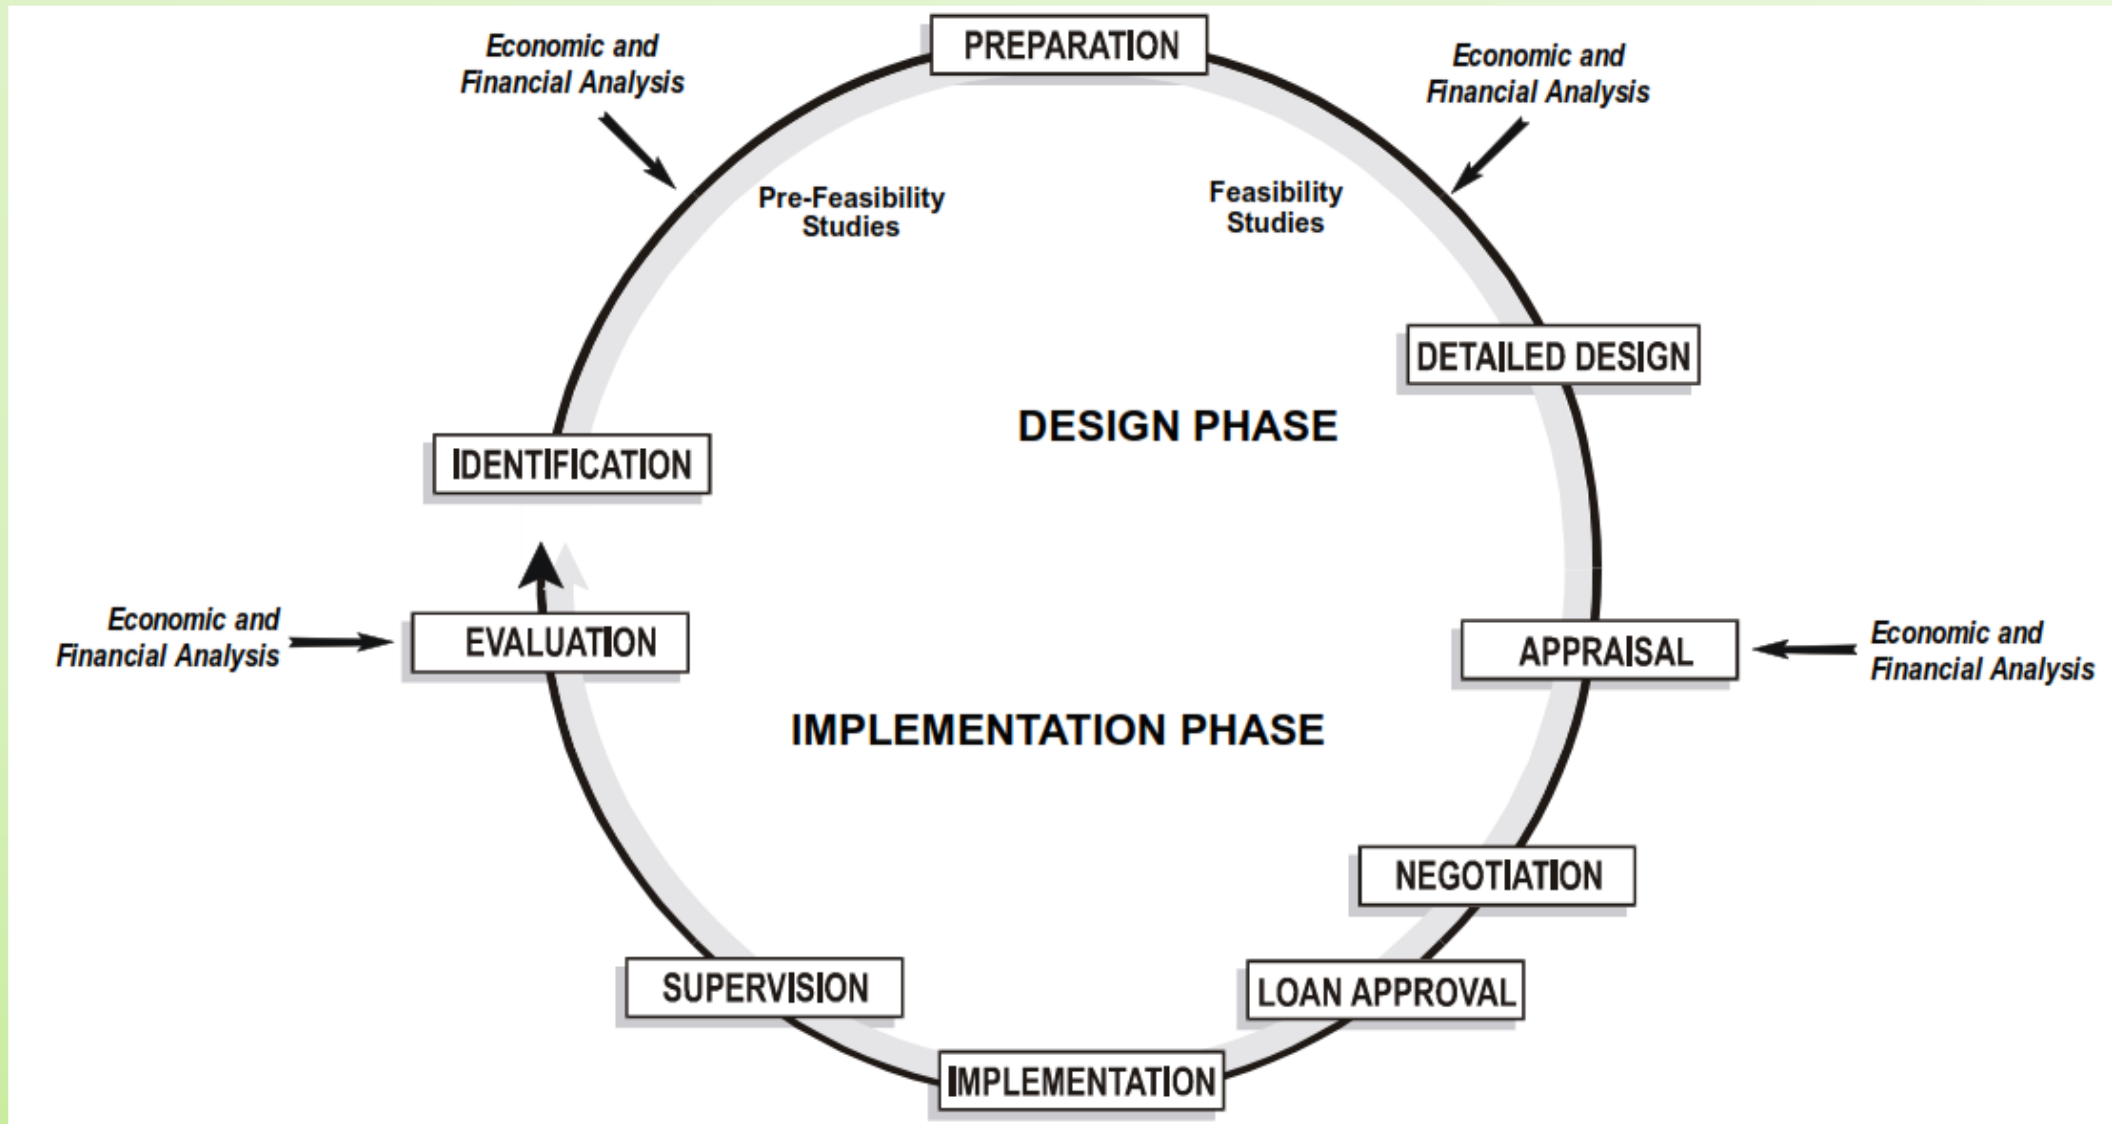 PREPARATION
Economic and
Financial Analysis
Economic and
Financial Analysis
Pre-Feasibility
Studies
Feasibility
Studies
DETAILED DESIGN
DESIGN PHASE
IDENTIFICATION
Economic and
Financial Analysis
EVALUATION
APPRAISAL
Economic and
Financial Analysis
IMPLEMENTATION PHASE
NEGOTIATION
SUPERVISION
LOAN APPROVAL
IMPLEMENTATION